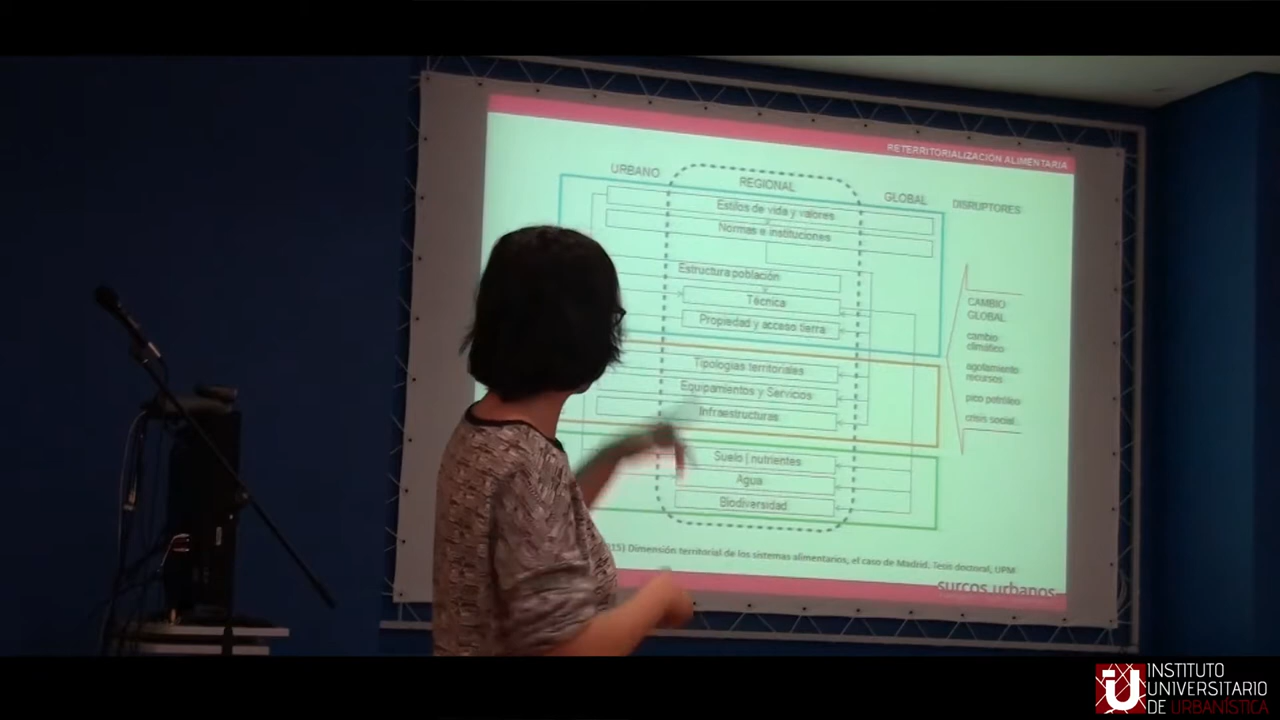 RETERRITORIALIZACIÓN ALIMENTARIA
URBANO
REGIONAL
GLOBAL
DISRUPTORES
Estilos de vida y valores
Normas e instituciones
Estructura población
Técnica
Propiedad y acceso tierra
Tipologías territoriales
Equipamientos y Servicios
Infraestructuras
Suelo | nutrientes
Agua
Biodiversidad
CAMBIO
GLOBAL
cambio
climático
agotamiento
recursos
pico petróleo
crisis social
15) Dimensión territorial de los sistemas alimentarios, el caso de Madrid. Tesis doctoral, UPM
surcos urbanos
INSTITUTO
UNIVERSITARIO
DE URBANÍSTICA